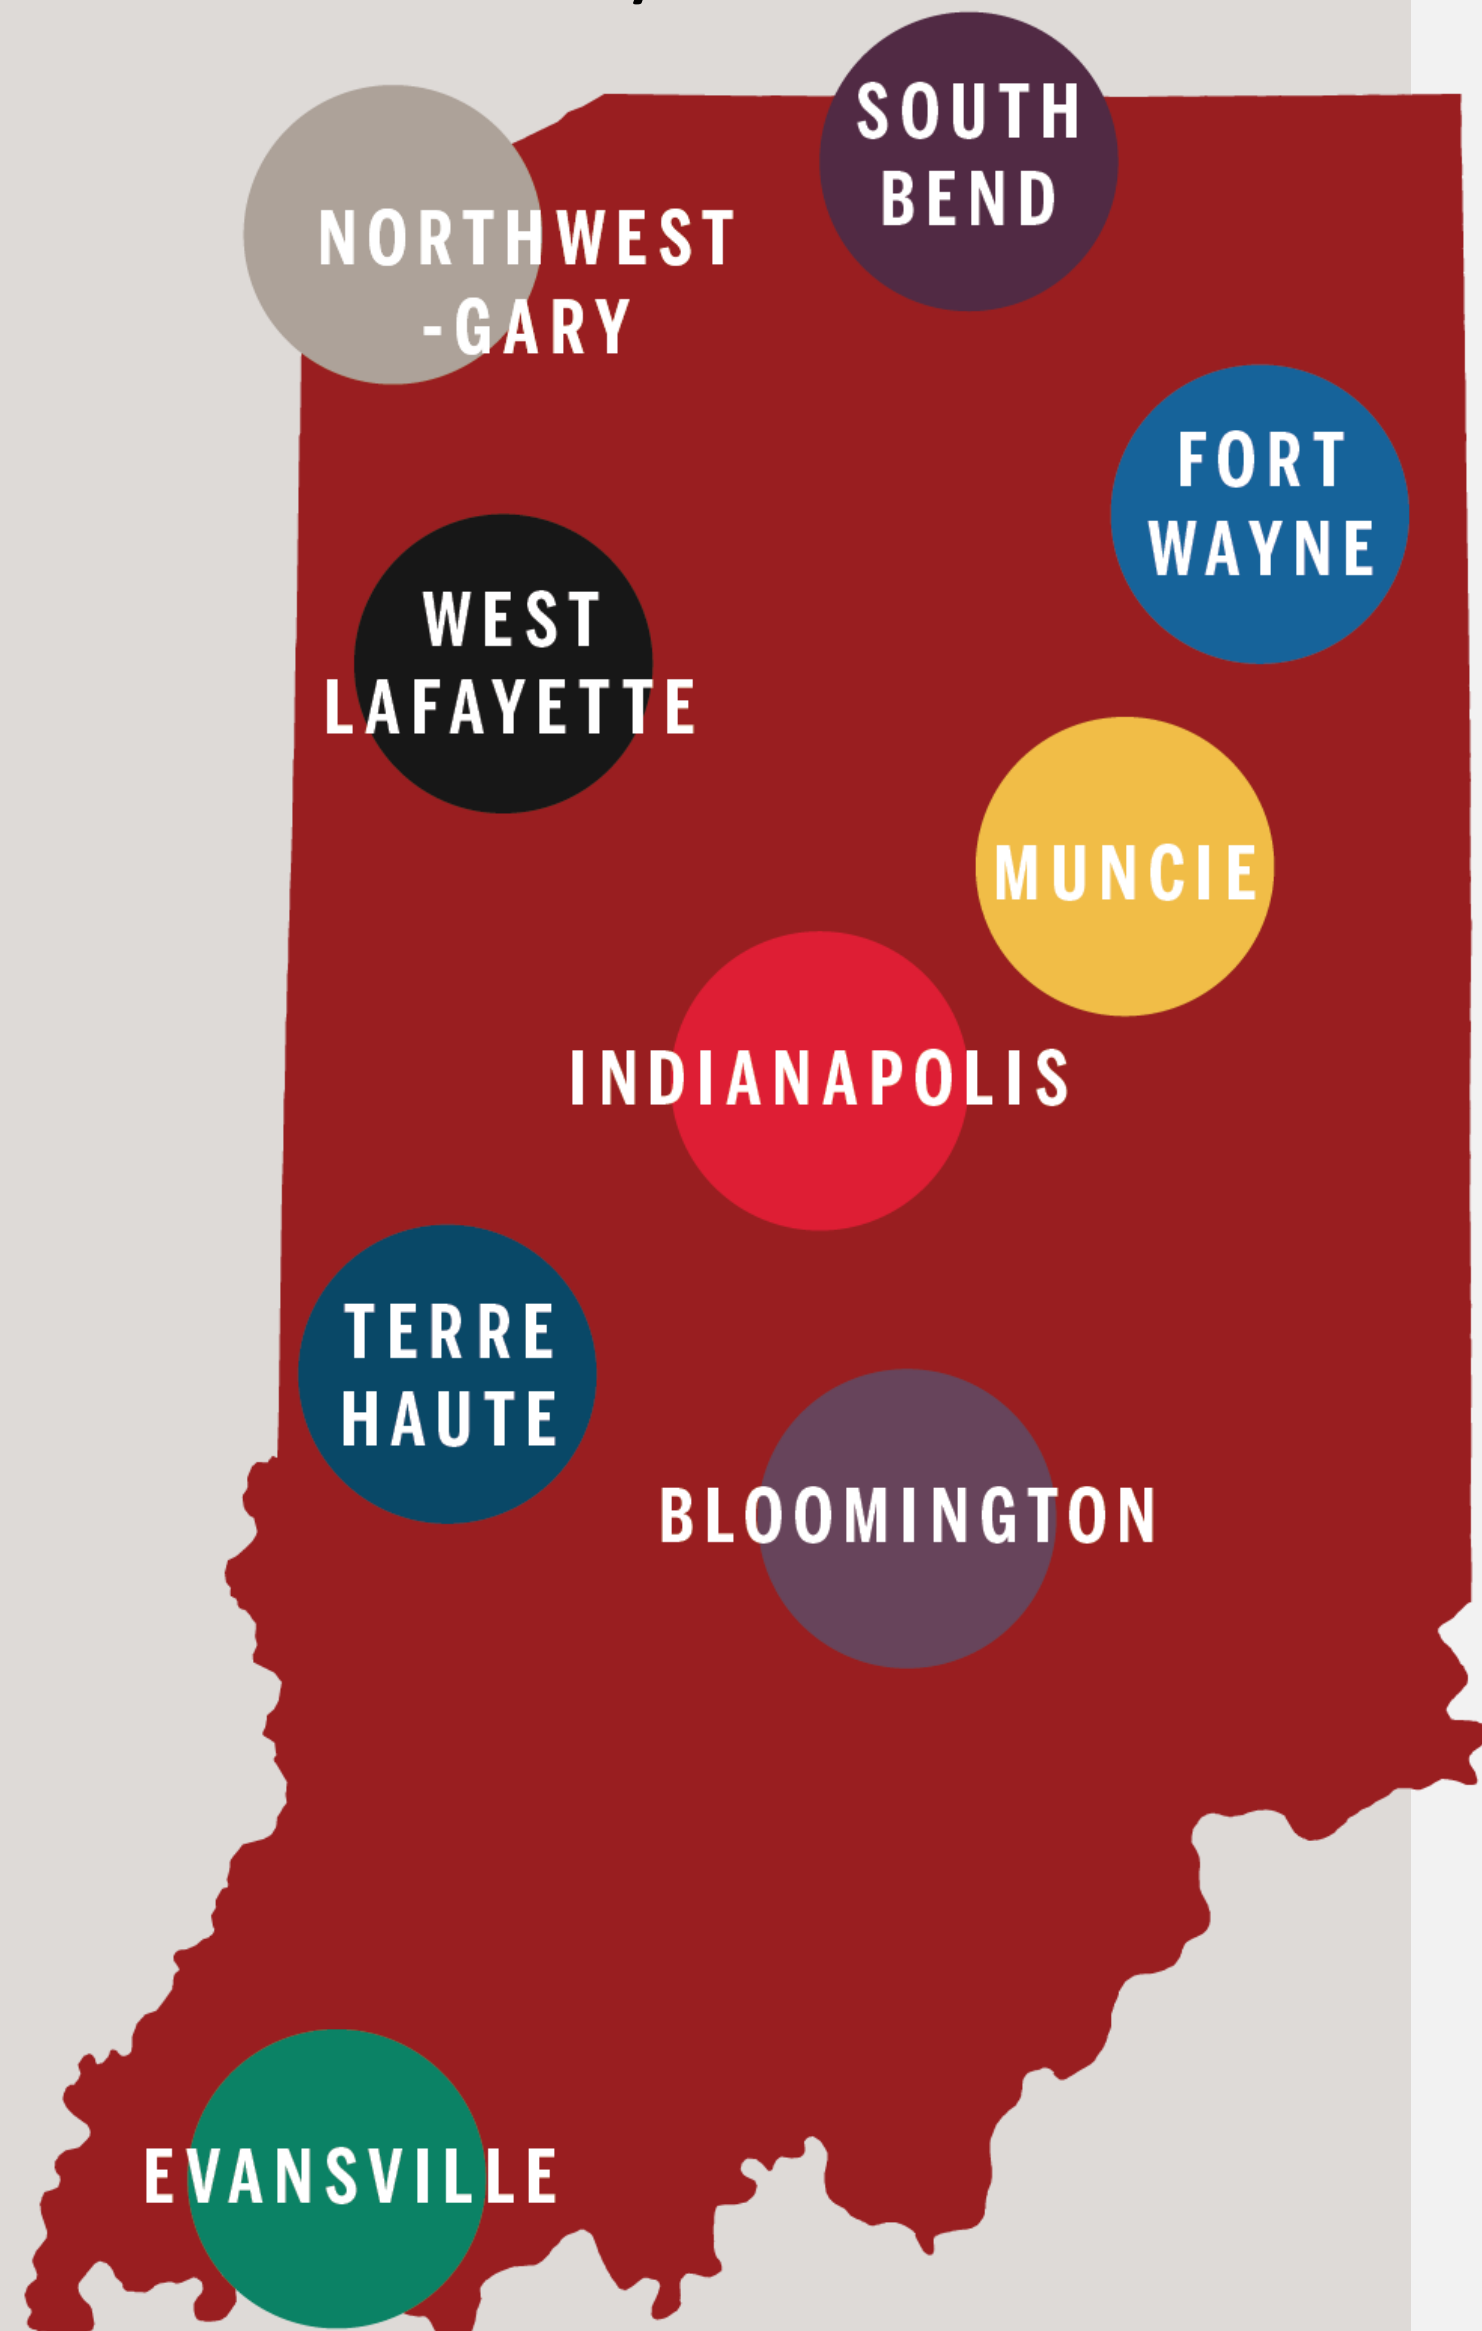 SOUTH
BEND
NORTHWEST
-GARY
FORT
WAYNE
WEST
LAFAYETTE
MUNCIE
INDIANAPOLIS
TERRE
HAUTE
BLOOMINGTON
EVANSVILLE